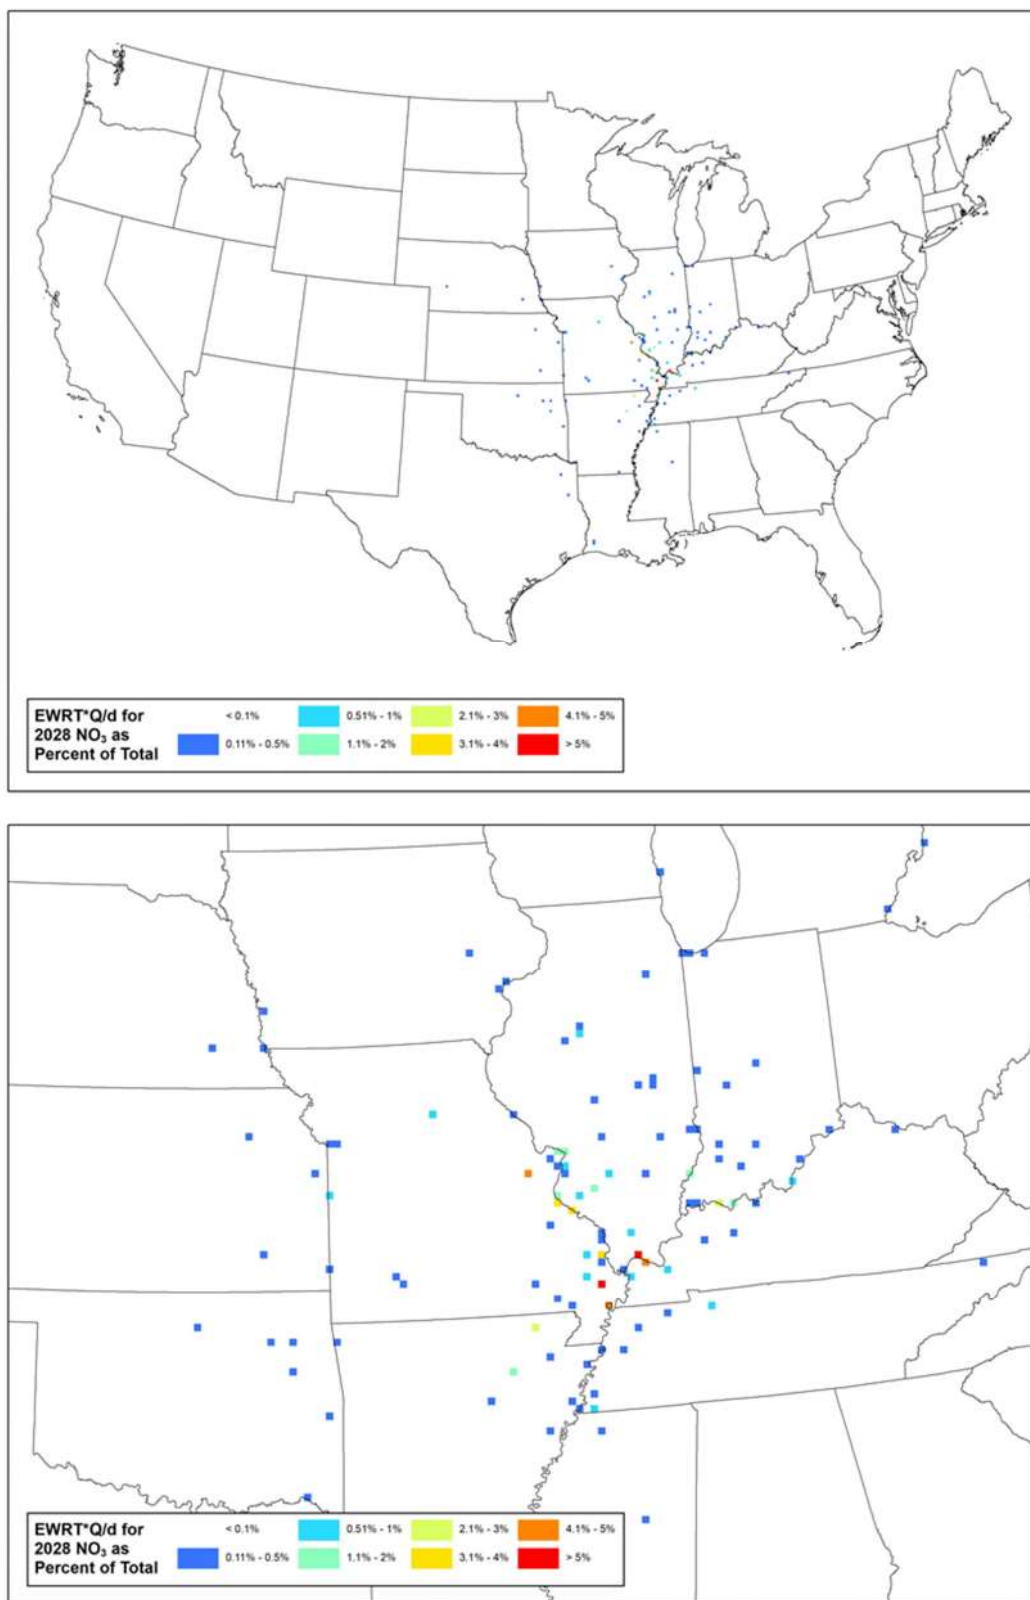 EWRT*Q/d for
2028 NO₃ as
Percent of Total
< 0.1%
0.51% - 1%
2.1% - 3%
4.1% - 5%
0.11% - 0.5%
1.1% - 2%
3.1% - 4%
> 5%
EWRT*Q/d for
2028 NO₃ as
Percent of Total
< 0.1%
0.51% - 1%
2.1% - 3%
4.1% - 5%
0.11% - 0.5%
1.1% - 2%
3.1% - 4%
> 5%